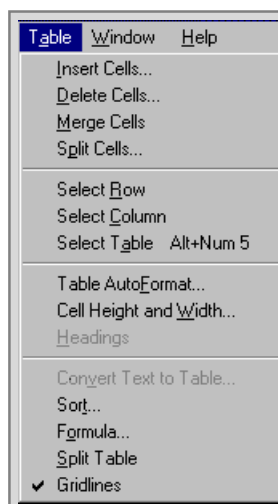 Table Window Help
Insert Cells...
Delete Cells...
Merge Cells
Split Cells...
Select Row
Select Column
Select Table Alt+Num 5
Table AutoFormat...
Cell Height and Width...
Headings
Convert Text to Table...
Sort...
Formula...
Split Table
✓ Gridlines